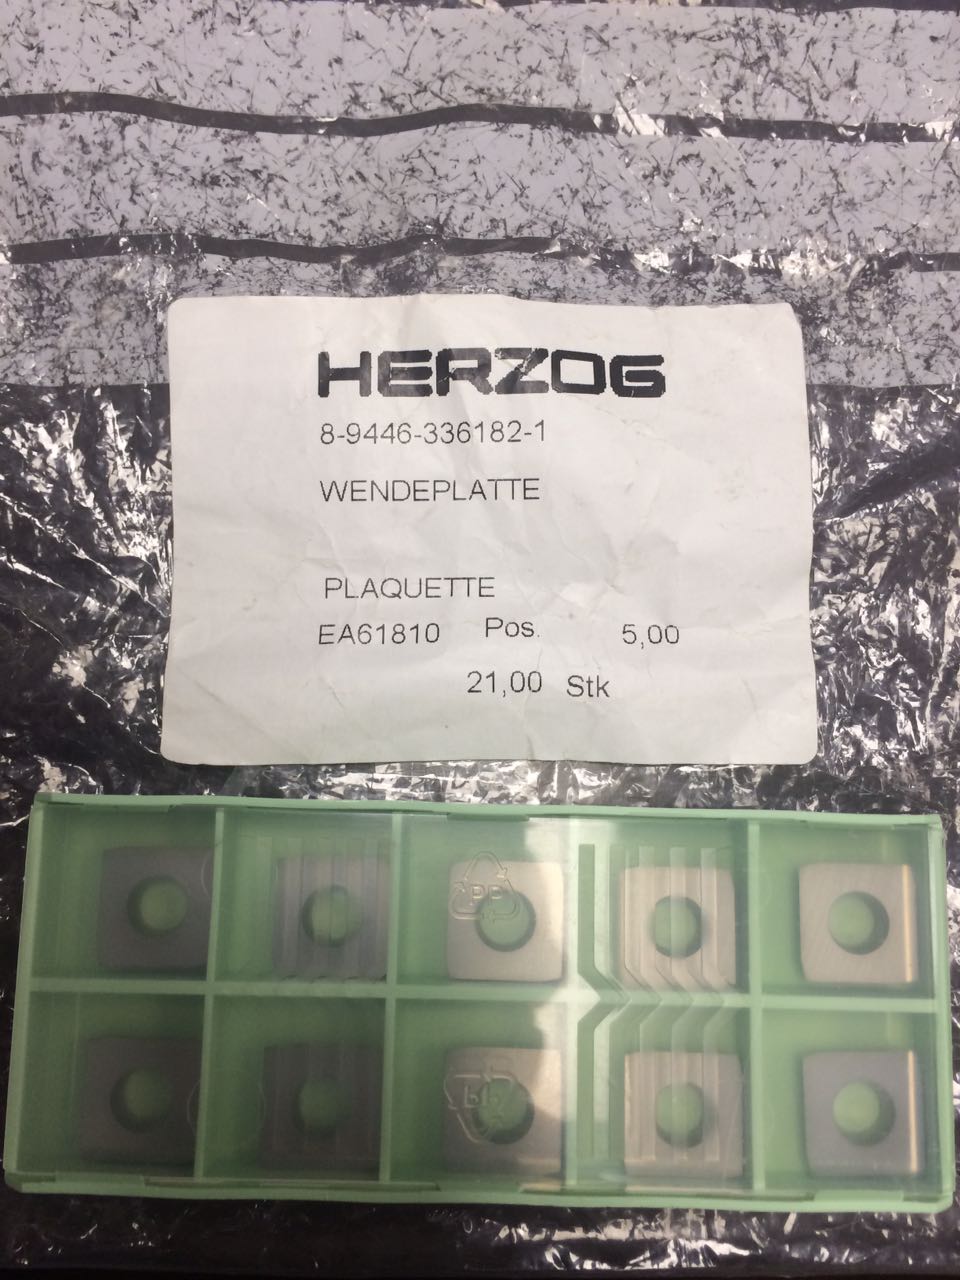 HERZOG
8-9446-336182-1
WENDEPLATTE
PLAQUETTE
EA61810 Pos. 5,00
21,00 Stk
PP